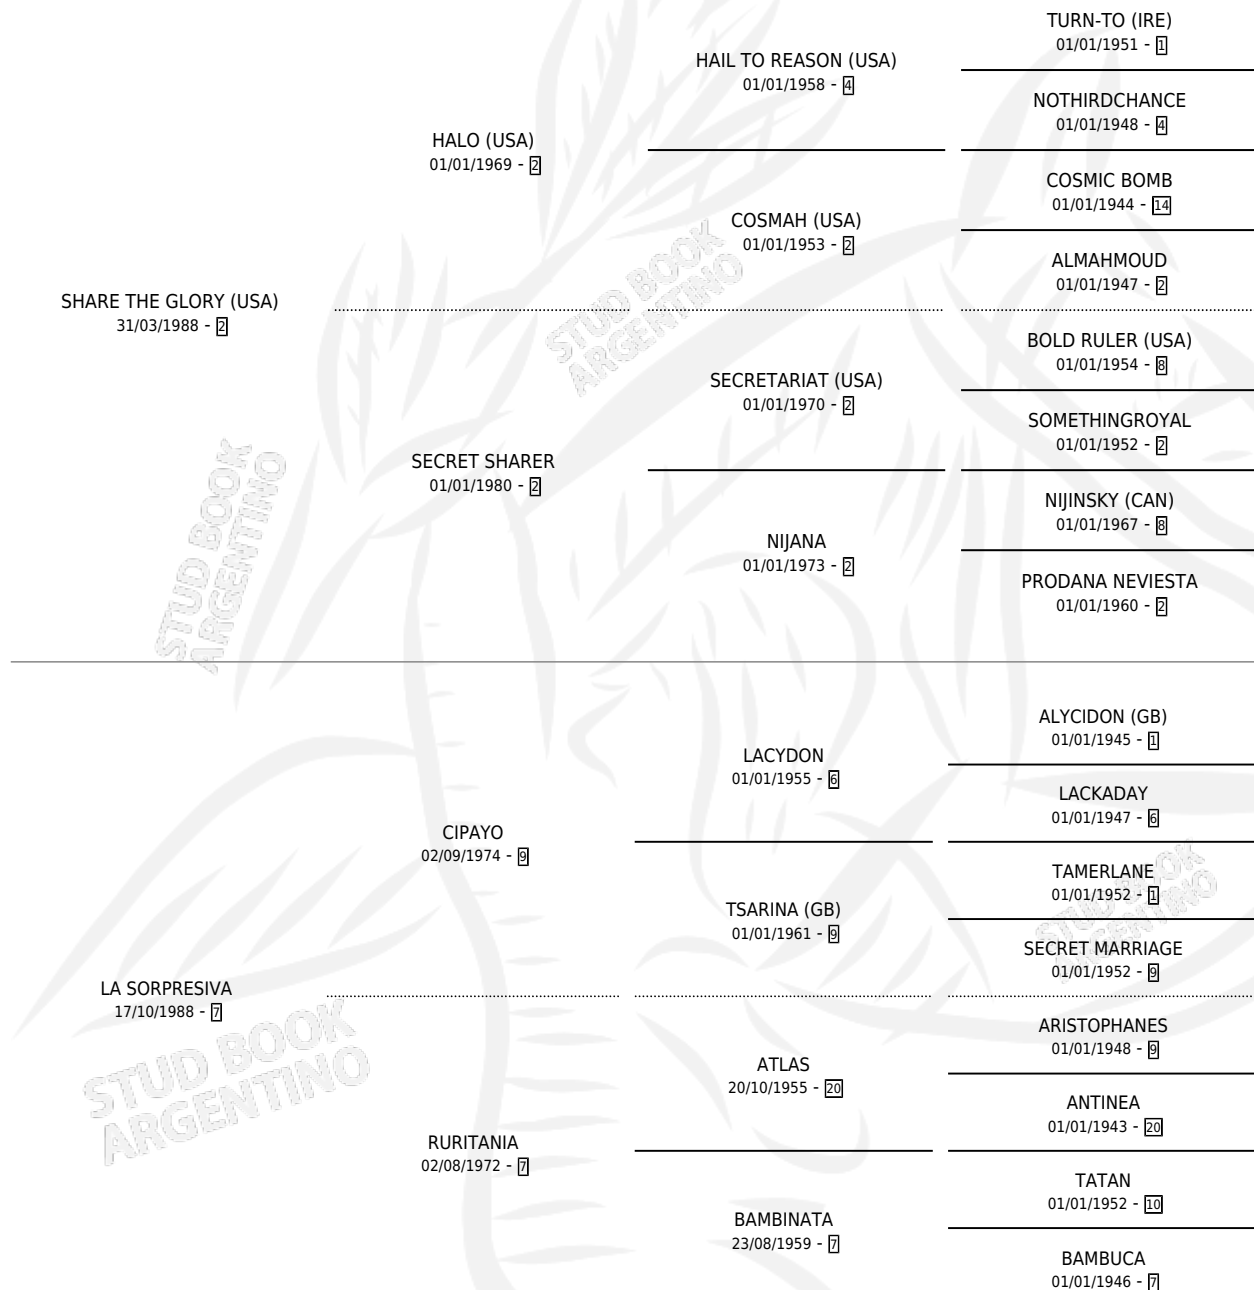 TURN-TO (IRE)
01/01/1951 - 1
HAIL TO REASON (USA)
01/01/1958 - 4
NOTHIRDCHANCE
01/01/1948 - 4
HALO (USA)
01/01/1969 - 2
COSMIC BOMB
01/01/1944 - 14
COSMAH (USA)
01/01/1953 - 2
ALMAHMOUD
01/01/1947 - 2
SHARE THE GLORY (USA)
31/03/1988 - 2
BOLD RULER (USA)
01/01/1954 - 8
SECRETARIAT (USA)
01/01/1970 - 2
SOMETHINGROYAL
01/01/1952 - 2
SECRET SHARER
01/01/1980 - 2
NIJINSKY (CAN)
01/01/1967 - 8
NIJANA
01/01/1973 - 2
PRODANA NEVIESTA
01/01/1960 - 2
ALYCIDON (GB)
01/01/1945 - 1
LACYDON
01/01/1955 - 6
LACKADAY
01/01/1947 - 6
CIPAYO
02/09/1974 - 9
TAMERLANE
01/01/1952 - 1
TSARINA (GB)
01/01/1961 - 9
SECRET MARRIAGE
01/01/1952 - 9
LA SORPRESIVA
17/10/1988 - 7
ARISTOPHANES
01/01/1948 - 9
ATLAS
20/10/1955 - 20
ANTINEA
01/01/1943 - 20
RURITANIA
02/08/1972 - 7
TATAN
01/01/1952 - 10
BAMBINATA
23/08/1959 - 7
BAMBUCA
01/01/1946 - 7
STUD BOOK
ARGENTINO
STUD BOOK
ARGENTINO
STUD BOOK
ARGENTINO
STUD BOOK
ARGENTINO